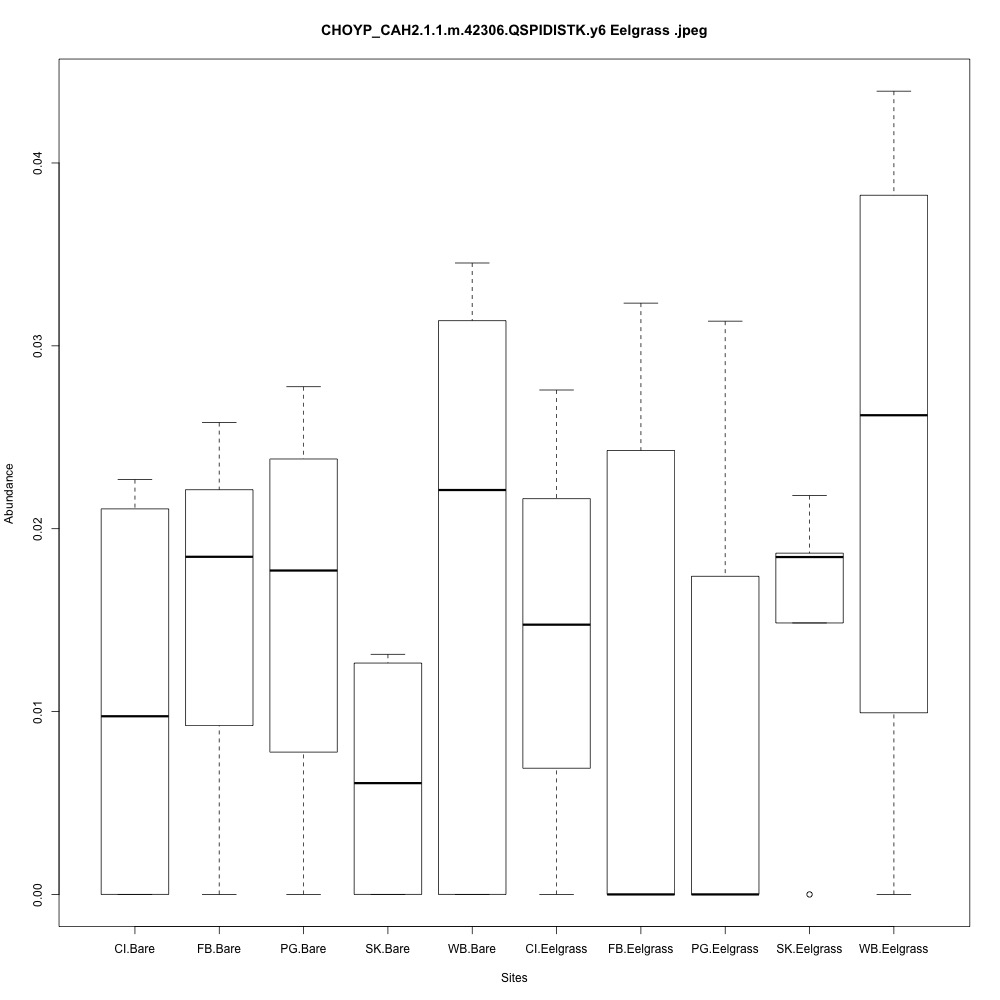 CHOYP_CAH2.1.1.m.42306.QSPIDISTK.y6 Eelgrass .jpeg
Abundance
0.04
0.03
0.02
0.01
0.00
CI.Bare FB.Bare PG.Bare SK.Bare WB.Bare CI.Eelgrass FB.Eelgrass PG.Eelgrass SK.Eelgrass WB.Eelgrass
Sites